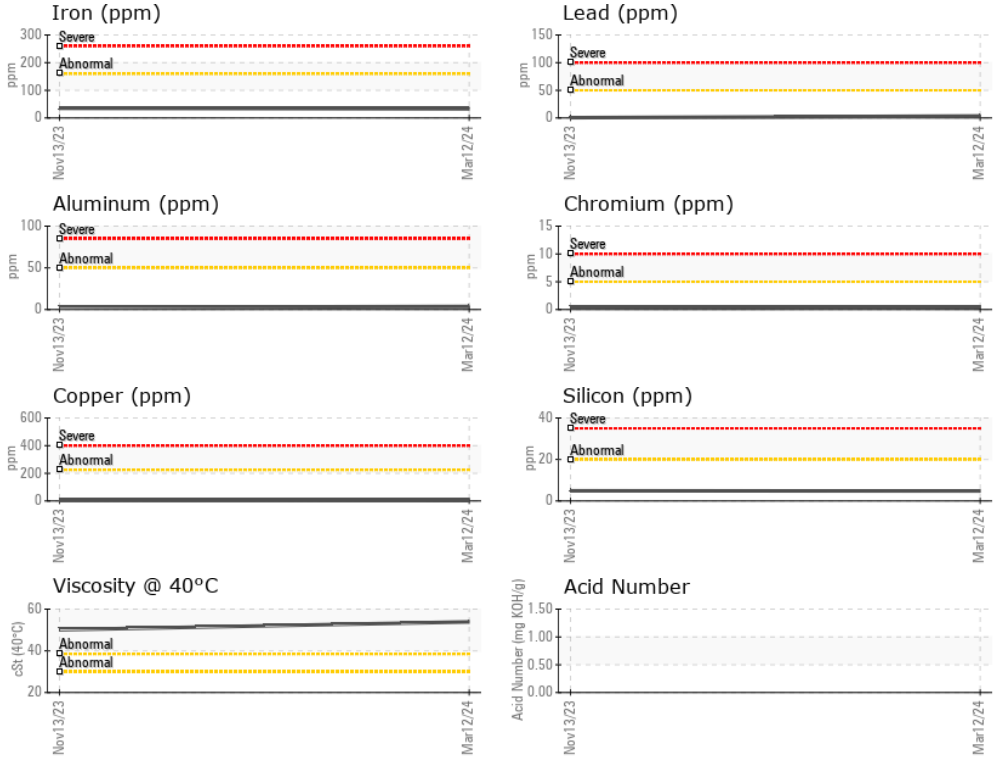 Iron (ppm)
300
200
100
0
ppm
Severe
Abnormal
Nov13/23
Mar12/24
Lead (ppm)
150
100
50
0
ppm
Severe
Abnormal
Nov13/23
Mar12/24
Aluminum (ppm)
100
50
0
ppm
Severe
Abnormal
Nov13/23
Mar12/24
Chromium (ppm)
15
10
5
0
ppm
Severe
Abnormal
Nov13/23
Mar12/24
Copper (ppm)
600
400
200
0
ppm
Severe
Abnormal
Nov13/23
Mar12/24
Silicon (ppm)
40
20
0
ppm
Severe
Abnormal
Nov13/23
Mar12/24
Viscosity @ 40°C
60
40
20
cSt (40°C)
Abnormal
Abnormal
Nov13/23
Mar12/24
Acid Number
1.50
1.00
0.50
0.00
Acid Number (mg KOH/g)
Nov13/23
Mar12/24